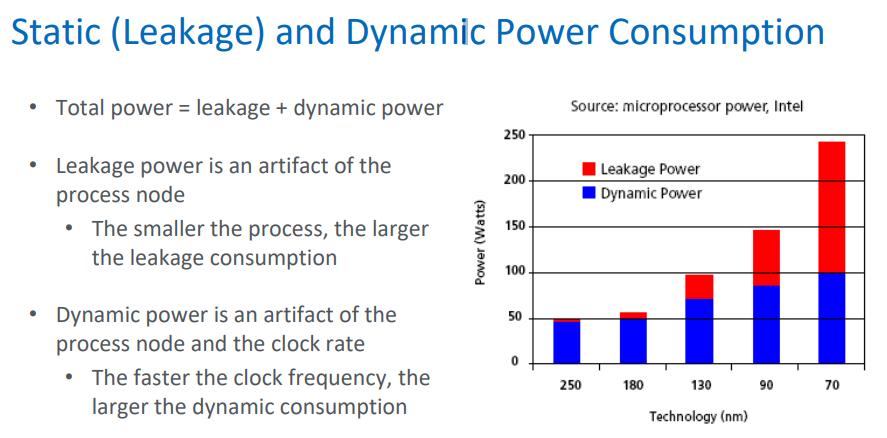 Static (Leakage) and Dynamic Power Consumption
• Total power = leakage + dynamic power
• Leakage power is an artifact of the
process node
• The smaller the process, the larger
the leakage consumption
• Dynamic power is an artifact of the
process node and the clock rate
• The faster the clock frequency, the
larger the dynamic consumption
Source: microprocessor power, Intel
Power (Watts)
250
200
150
100
50
0
Leakage Power
Dynamic Power
250 180 130 90 70
Technology (nm)